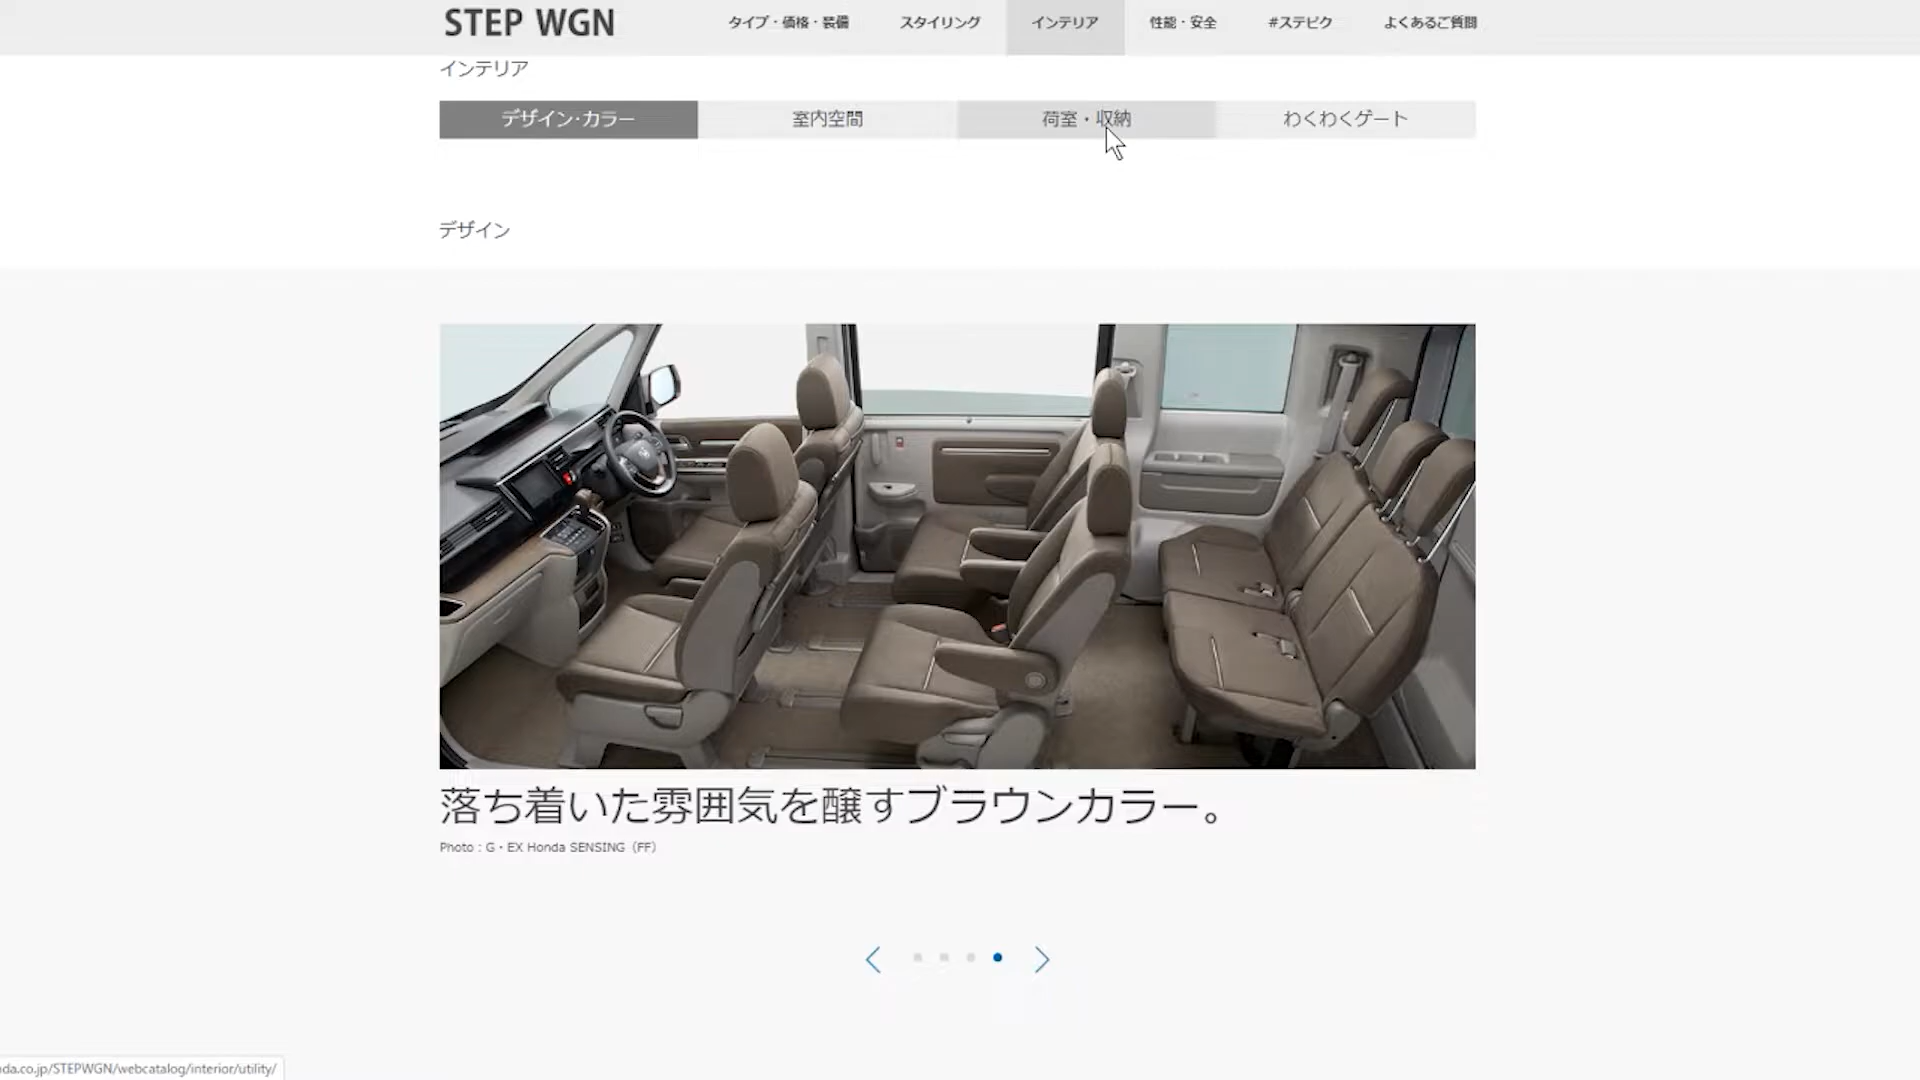 STEP WGN
タイプ・価格・装備
スタイリング
インテリア
性能・安全
#ステピク
よくあるご質問
インテリア
デザイン・カラー
室内空間
荷室・収納
わくわくゲート
デザイン
落ち着いた雰囲気を醸すブラウンカラー。
Photo : G・EX Honda SENSING（FF）
da.co.jp/STEPWGN/webcatalog/interior/utility/